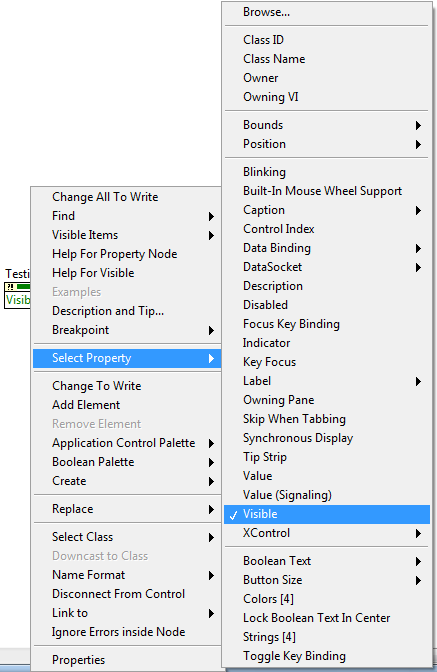 Testi
?!
Visib
Change All To Write
Find
Visible Items
Help For Property Node
Help For Visible
Examples
Description and Tip...
Breakpoint
Select Property
Change To Write
Add Element
Remove Element
Application Control Palette
Boolean Palette
Create
Replace
Select Class
Downcast to Class
Name Format
Disconnect From Control
Link to
Ignore Errors inside Node
Properties
Browse...
Class ID
Class Name
Owner
Owning VI
Bounds
Position
Blinking
Built-In Mouse Wheel Support
Caption
Control Index
Data Binding
DataSocket
Description
Disabled
Focus Key Binding
Indicator
Key Focus
Label
Owning Pane
Skip When Tabbing
Synchronous Display
Tip Strip
Value
Value (Signaling)
Visible
XControl
Boolean Text
Button Size
Colors [4]
Lock Boolean Text In Center
Strings [4]
Toggle Key Binding